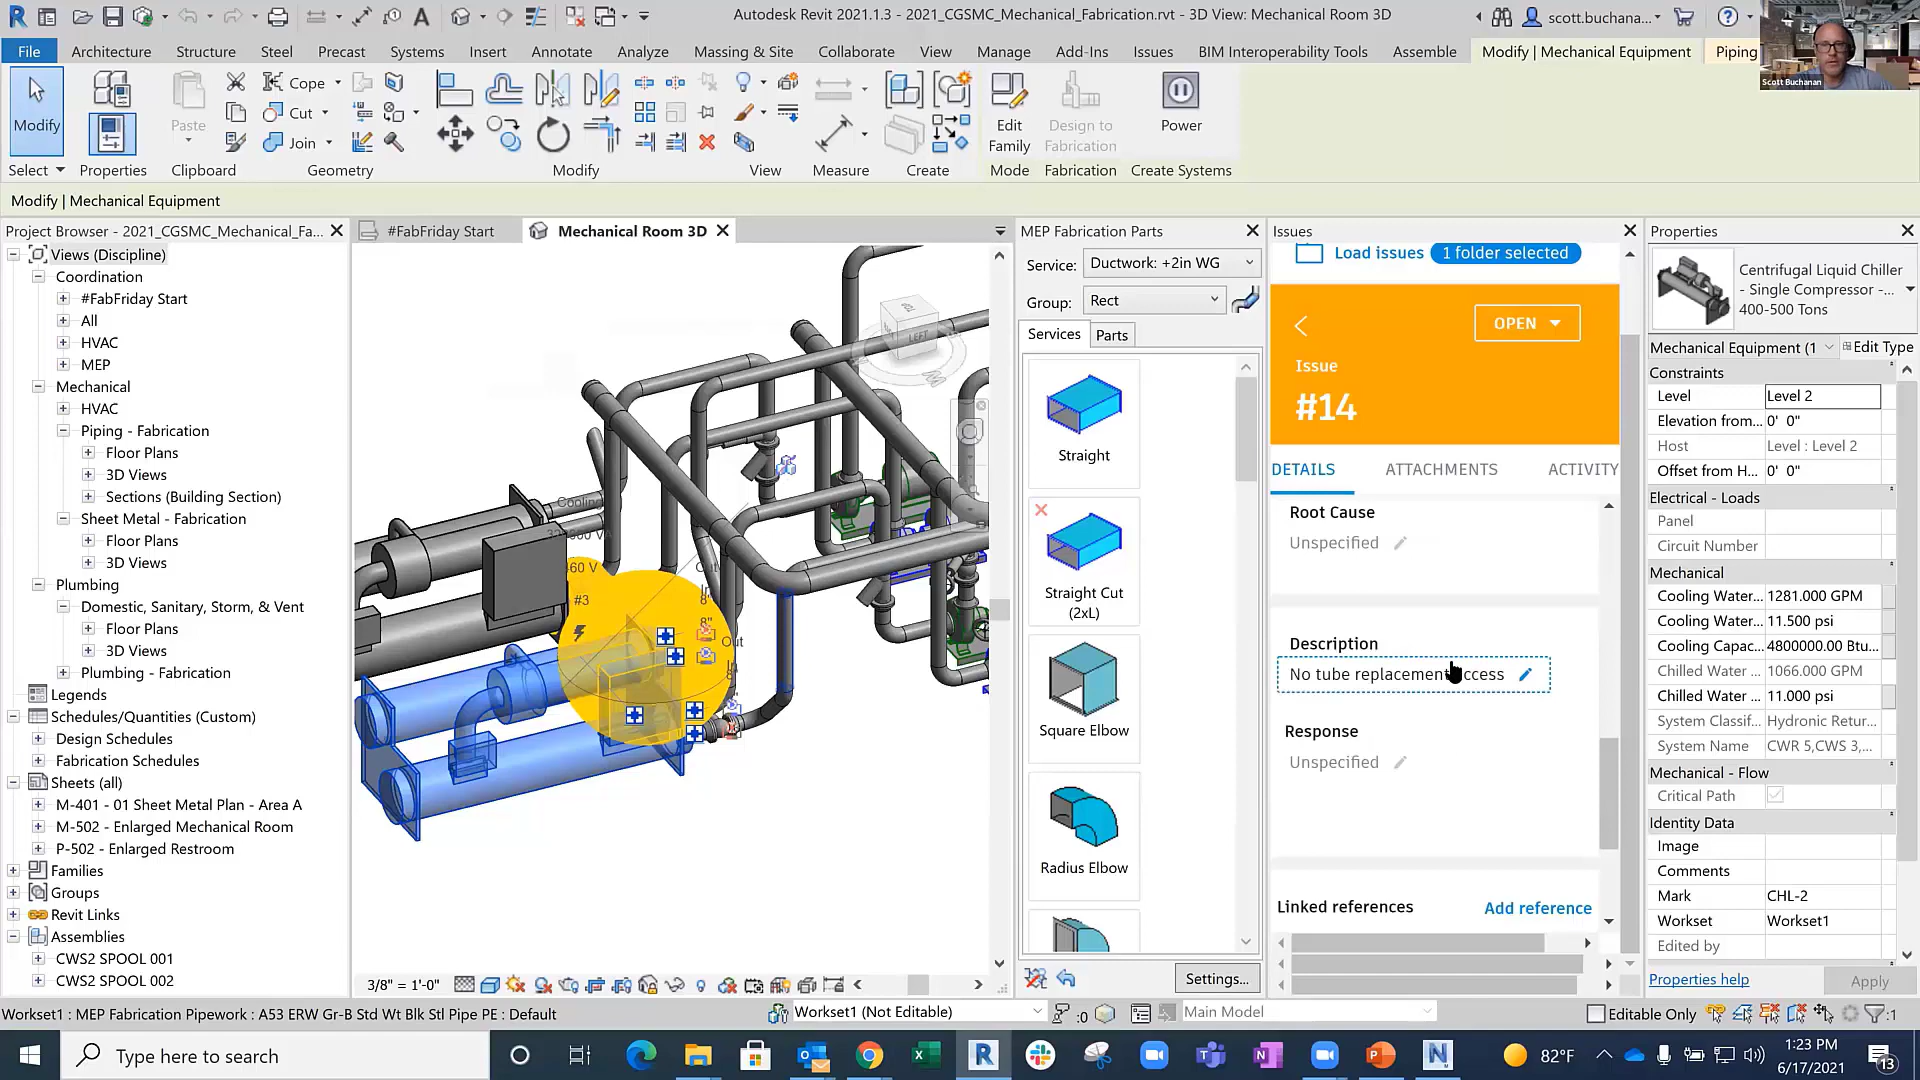 Autodesk Revit 2021.1.3 - 2021_CGSMC_Mechanical_Fabrication.rvt - 3D View: Mechanical Room 3D
scott.buchana...
File Architecture Structure Steel Precast Systems Insert Annotate Analyze Massing & Site Collaborate View Manage Add-Ins Issues BIM Interoperability Tools Assemble Modify | Mechanical Equipment Piping
Scott Buchanan
Modify
Paste
Cope
Cut
Join
Edit
Family
Design to
Fabrication
Power
Select Properties Clipboard Geometry Modify View Measure Create Mode Fabrication Create Systems
Modify | Mechanical Equipment
Project Browser - 2021_CGSMC_Mechanical_Fa...
Views (Discipline)
Coordination
#FabFriday Start
All
HVAC
MEP
Mechanical
HVAC
Piping - Fabrication
Floor Plans
3D Views
Sections (Building Section)
Sheet Metal - Fabrication
Floor Plans
3D Views
Plumbing
Domestic, Sanitary, Storm, & Vent
Floor Plans
3D Views
Plumbing - Fabrication
Legends
Schedules/Quantities (Custom)
Design Schedules
Fabrication Schedules
Sheets (all)
M-401 - 01 Sheet Metal Plan - Area A
M-502 - Enlarged Mechanical Room
P-502 - Enlarged Restroom
Families
Groups
Revit Links
Assemblies
CWS2 SPOOL 001
CWS2 SPOOL 002
#FabFriday Start
Mechanical Room 3D
LEFT
Cooling
460 V
#3
Out
In
8"
8"
Out
In
8"
3/8" = 1'-0"
MEP Fabrication Parts
Service: Ductwork: +2in WG
Group: Rect
Services Parts
Straight
Straight Cut
(2xL)
Square Elbow
Radius Elbow
Settings...
Issues
Load issues 1 folder selected
OPEN
Issue
#14
DETAILS ATTACHMENTS ACTIVITY
Root Cause
Unspecified
Description
No tube replacement ccess
Response
Unspecified
Linked references Add reference
Properties
Centrifugal Liquid Chiller
- Single Compressor -...
400-500 Tons
Mechanical Equipment (1 Edit Type
Constraints
Level Level 2
Elevation from... 0' 0"
Host Level : Level 2
Offset from H... 0' 0"
Electrical - Loads
Panel
Circuit Number
Mechanical
Cooling Water... 1281.000 GPM
Cooling Water... 11.500 psi
Cooling Capac... 4800000.00 Btu...
Chilled Water ... 1066.000 GPM
Chilled Water ... 11.000 psi
System Classif... Hydronic Retur...
System Name CWR 5,CWS 3,...
Mechanical - Flow
Critical Path
Identity Data
Image
Comments
Mark CHL-2
Workset Workset1
Edited by
Properties help Apply
Workset1 : MEP Fabrication Pipework : A53 ERW Gr-B Std Wt Blk Stl Pipe PE : Default
Workset1 (Not Editable)
:0
Main Model
Editable Only
:1
Type here to search
82°F
1:23 PM
6/17/2021
13